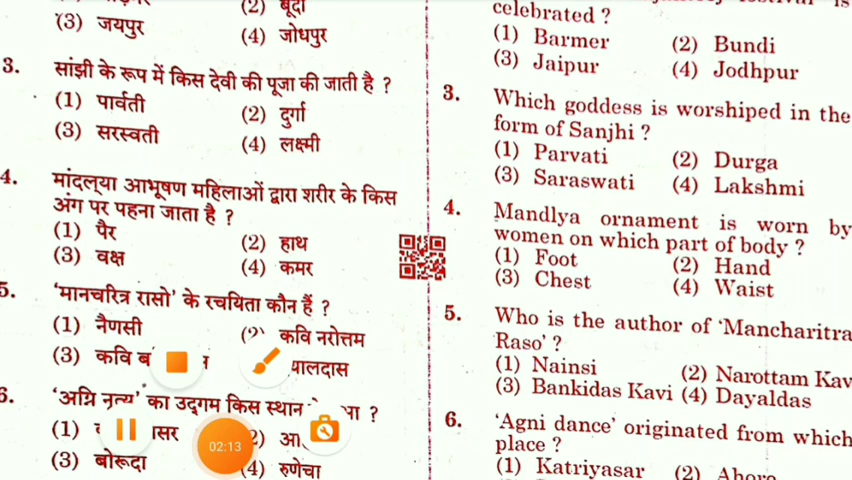 (2) बूंदी
(3) जयपुर
(4) जोधपुर
3. सांझी के रूप में किस देवी की पूजा की जाती है ?
(1) पार्वती
(2) दुर्गा
(3) सरस्वती
(4) लक्ष्मी
4. मांदल्या आभूषण महिलाओं द्वारा शरीर के किस
अंग पर पहना जाता है ?
(1) पैर
(2) हाथ
(3) वक्ष
(4) कमर
5. 'मानचरित्र रासो' के रचयिता कौन हैं ?
(1) नैणसी
(2) कवि नरोत्तम
(3) कवि
यालदास
6. 'अग्नि नृत्य' का उद्गम किस स्थान
(1)
(3) बोरूदा
(4) रुणेचा
celebrated ?
(1) Barmer (2) Bundi
(3) Jaipur (4) Jodhpur
3. Which goddess is worshiped in the
form of Sanjhi ?
(1) Parvati (2) Durga
(3) Saraswati (4) Lakshmi
4. Mandlya ornament is worn by
women on which part of body ?
(1) Foot (2) Hand
(3) Chest (4) Waist
5. Who is the author of 'Mancharitra
Raso' ?
(1) Nainsi (2) Narottam Kav
(3) Bankidas Kavi (4) Dayaldas
6. 'Agni dance' originated from which
place ?
(1) Katriyasar (2)
02:13